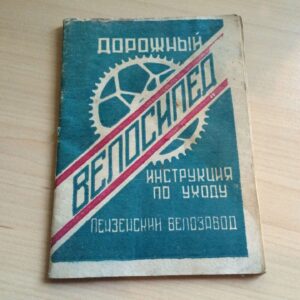 ДОРОЖНЫЙ
ВЕЛОСИПЕД
ИНСТРУКЦИЯ
ПО УХОДУ
ПЕНЗЕНСКИЙ ВЕЛОЗАВОД